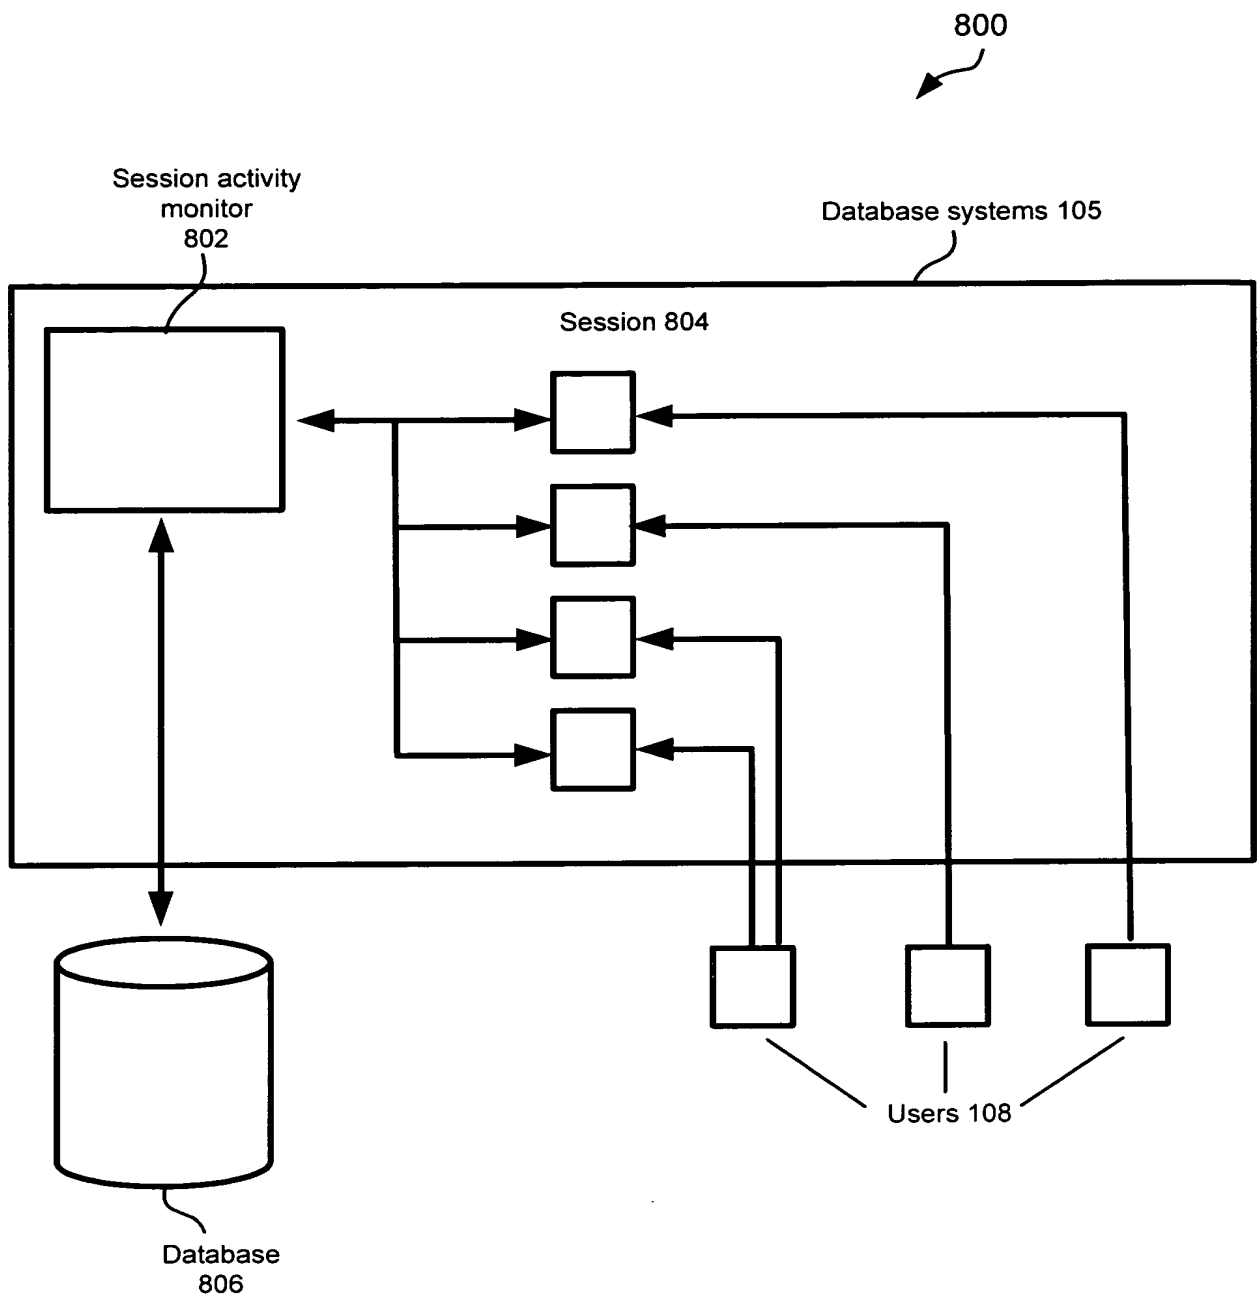 800
Session activity
monitor
802
Database systems 105
Session 804
Users 108
Database
806